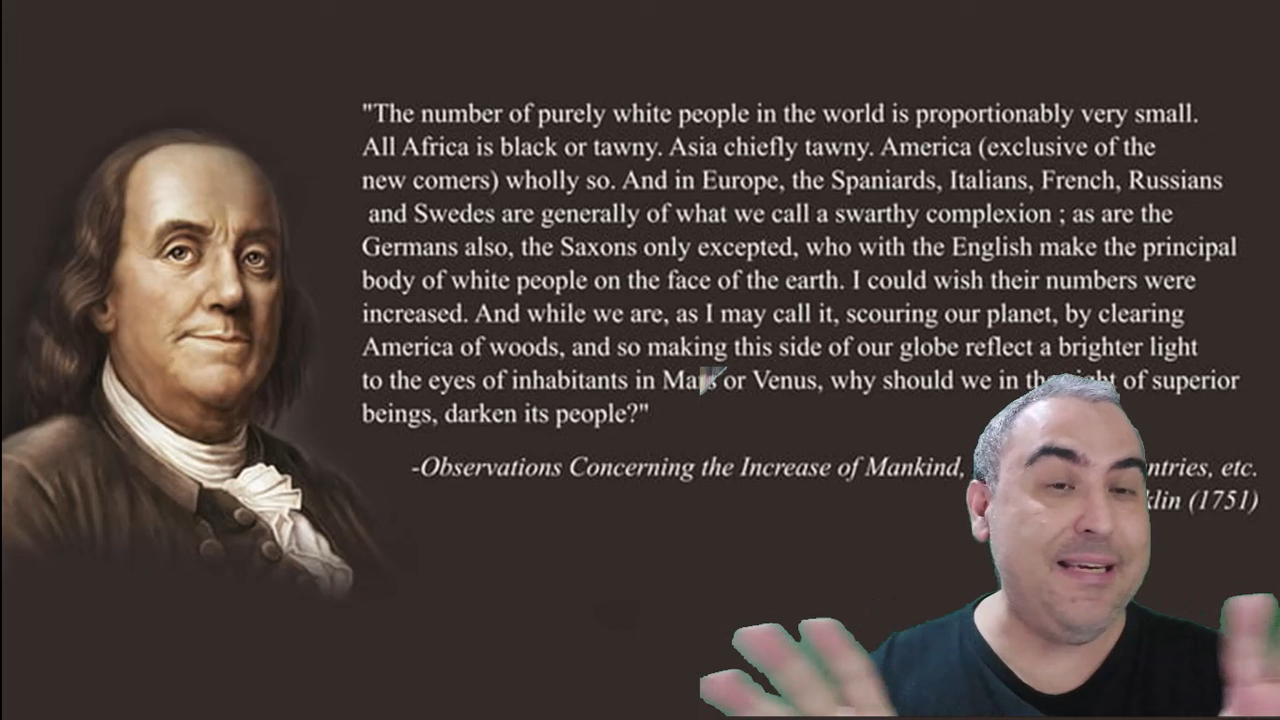 "The number of purely white people in the world is proportionably very small.
All Africa is black or tawny. Asia chiefly tawny. America (exclusive of the
new comers) wholly so. And in Europe, the Spaniards, Italians, French, Russians
and Swedes are generally of what we call a swarthy complexion ; as are the
Germans also, the Saxons only excepted, who with the English make the principal
body of white people on the face of the earth. I could wish their numbers were
increased. And while we are, as I may call it, scouring our planet, by clearing
America of woods, and so making this side of our globe reflect a brighter light
to the eyes of inhabitants in Mars or Venus, why should we in the of superior
beings, darken its people?"
-Observations Concerning the Increase of Mankind, etc.
(1751)